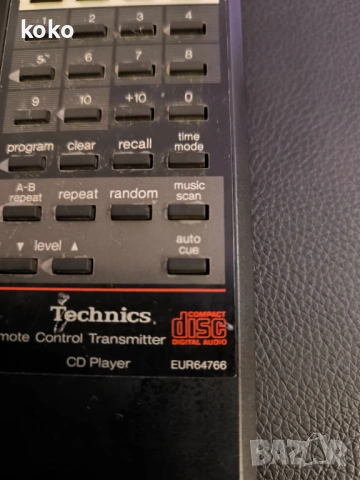 koko
2 3 4
5 6 7 8
9 10 +10 0
program clear recall time mode
A-B repeat repeat random music scan
▼ level ▲ auto cue
Technics
COMPACT
disc
DIGITAL AUDIO
mote Control Transmitter
CD Player EUR64766
BAZAR